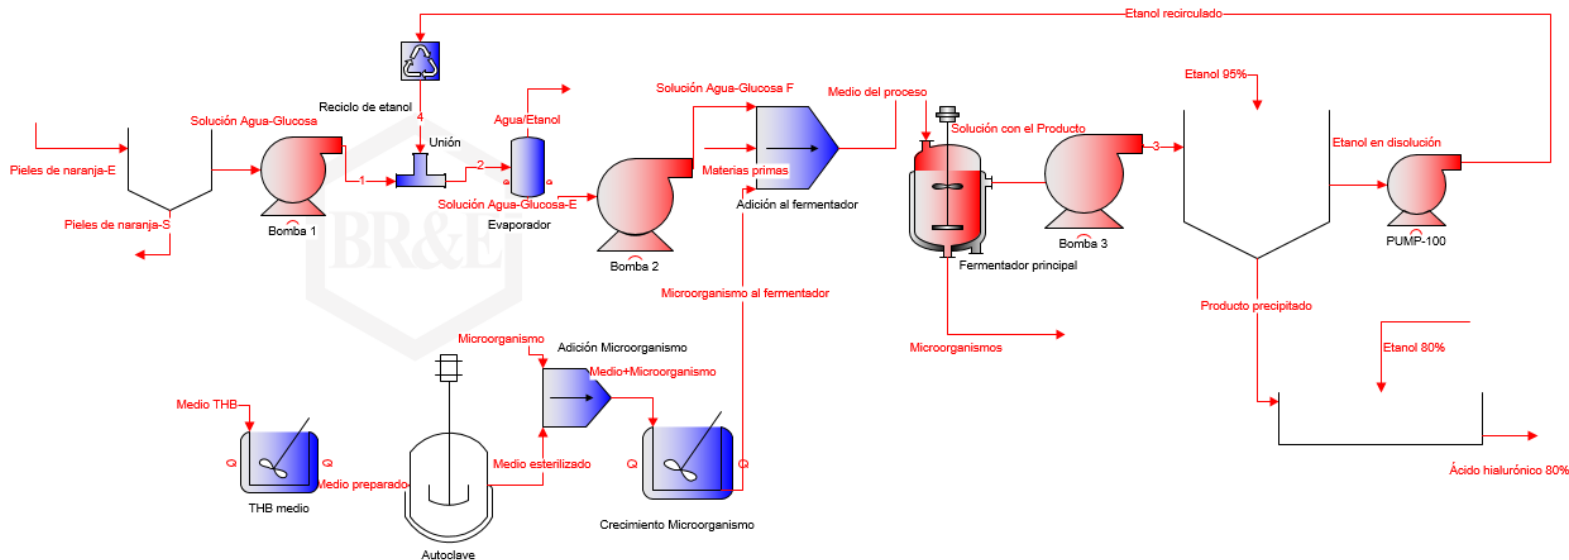 Etanol recirculado
Etanol 95%
Solución Agua-Glucosa F
Medio del proceso
Reciclo de etanol
4
Solución Agua-Glucosa
Agua/Etanol
Unión
Solución con el Producto
3
Etanol en disolución
Pieles de naranja-E
1
2
Materias primas
Q
Q
Solución Agua-Glucosa-E
Adición al fermentador
Pieles de naranja-S
Bomba 1
Evaporador
BR&E
Bomba 2
Bomba 3
PUMP-100
Fermentador principal
Microorganismo al fermentador
Producto precipitado
Microorganismo
Adición Microorganismo
Microorganismos
Etanol 80%
Medio+Microorganismo
Medio THB
Q
Q
Q
Q
Medio esterilizado
Medio preparado
Ácido hialurónico 80%
THB medio
Crecimiento Microorganismo
Autoclave